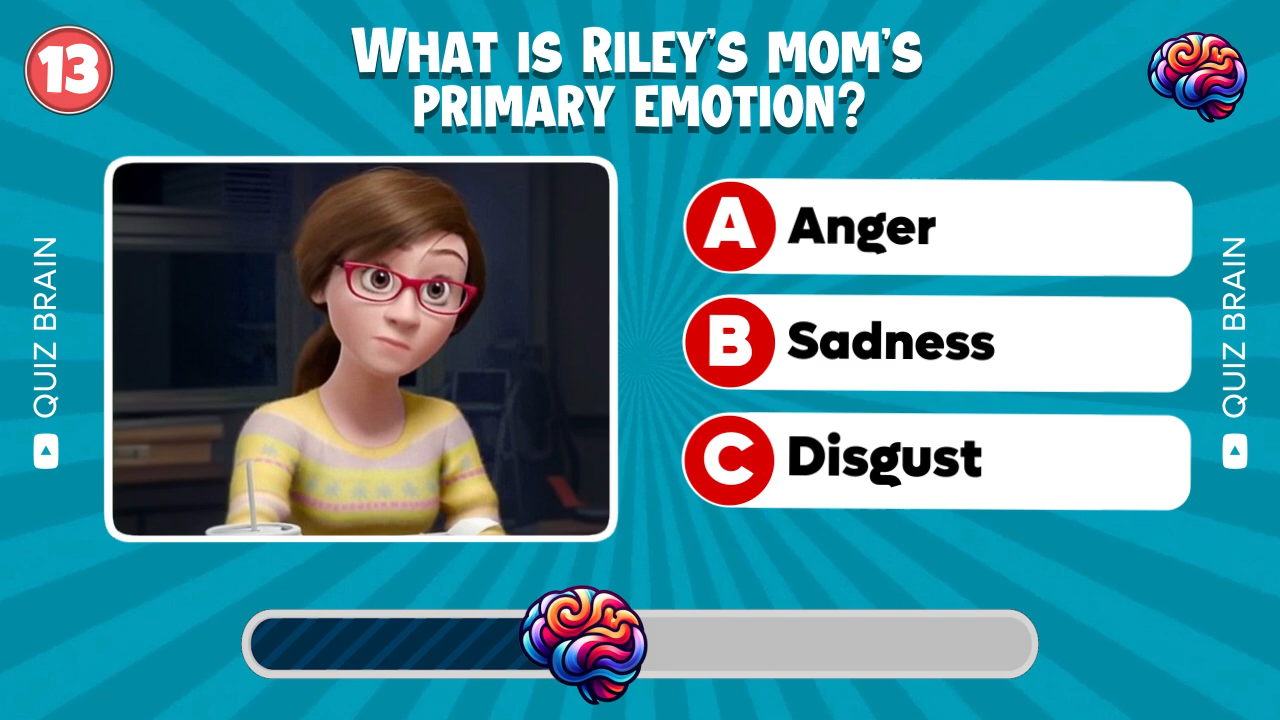 13
WHAT IS RILEY'S MOM'S
PRIMARY EMOTION?
QUIZ BRAIN
A Anger
B Sadness
C Disgust
QUIZ BRAIN